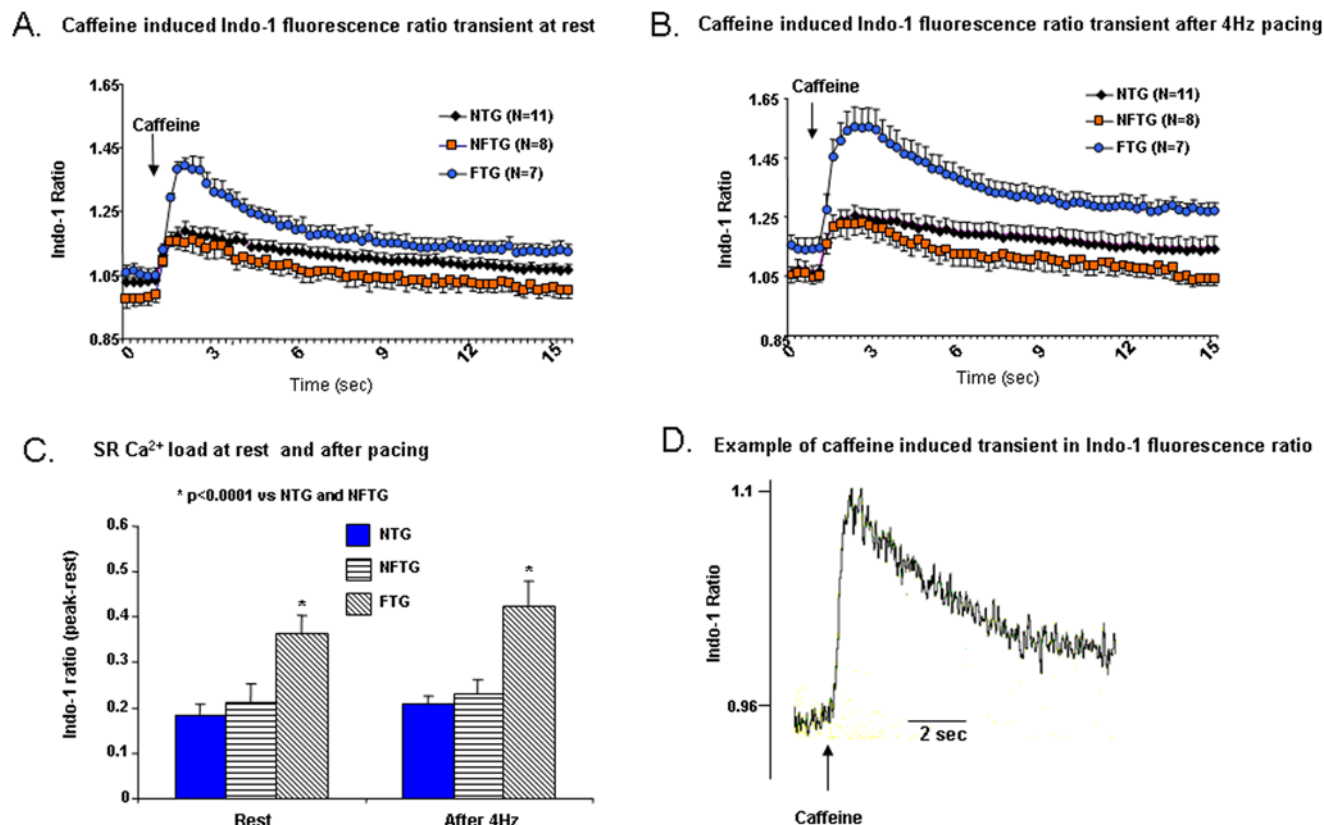 A. Caffeine induced Indo-1 fluorescence ratio transient at rest
1.65
1.45
1.25
1.05
0.85
Indo-1 Ratio
Caffeine
NTG (N=11)
NFTG (N=8)
FTG (N=7)
0 3 6 9 12 15
Time (sec)
B. Caffeine induced Indo-1 fluorescence ratio transient after 4Hz pacing
1.65
1.45
1.25
1.05
0.85
Indo-1 Ratio
Caffeine
NTG (N=11)
NFTG (N=8)
FTG (N=7)
0 3 6 9 12 15
Time (sec)
C. SR Ca²⁺ load at rest and after pacing
* p<0.0001 vs NTG and NFTG
0.6
0.5
0.4
0.3
0.2
0.1
0
Indo-1 ratio (peak-rest)
NTG
NFTG
FTG
*
*
Rest After 4Hz
D. Example of caffeine induced transient in Indo-1 fluorescence ratio
1.1
0.96
Indo-1 Ratio
2 sec
Caffeine